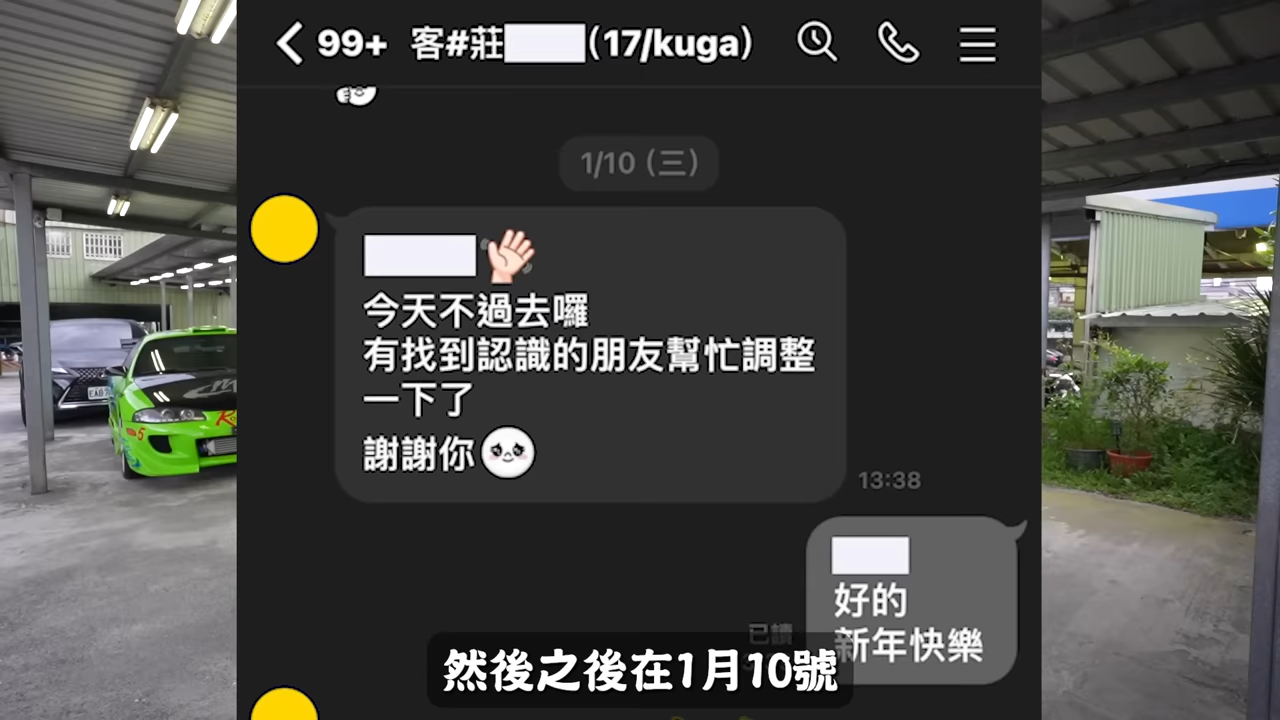 99+ 客#莊(17/kuga)
1/10 (三)
今天不過去囉
有找到認識的朋友幫忙調整
一下了
謝謝你
13:38
好的
新年快樂
已讀
然後之後在1月10號